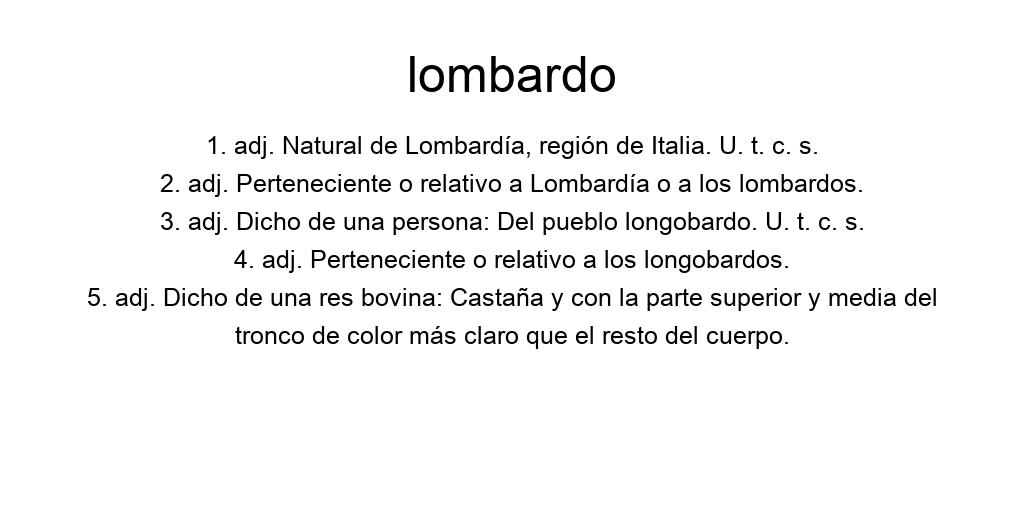 lombardo
1. adj. Natural de Lombardía, región de Italia. U. t. c. s.
2. adj. Perteneciente o relativo a Lombardía o a los lombardos.
3. adj. Dicho de una persona: Del pueblo longobardo. U. t. c. s.
4. adj. Perteneciente o relativo a los longobardos.
5. adj. Dicho de una res bovina: Castaña y con la parte superior y media del
tronco de color más claro que el resto del cuerpo.